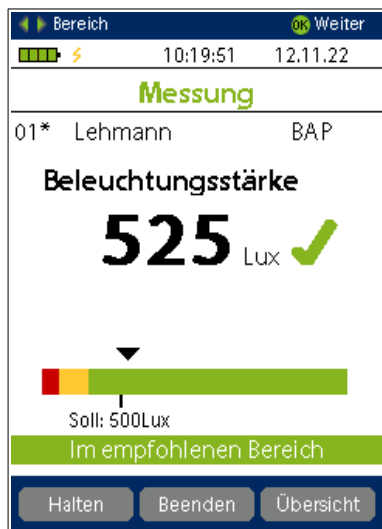 Bereich OK Weiter
10:19:51 12.11.22
Messung
01* Lehmann BAP
Beleuchtungsstärke
525 Lux
Soll: 500Lux
Im empfohlenen Bereich
Halten Beenden Übersicht